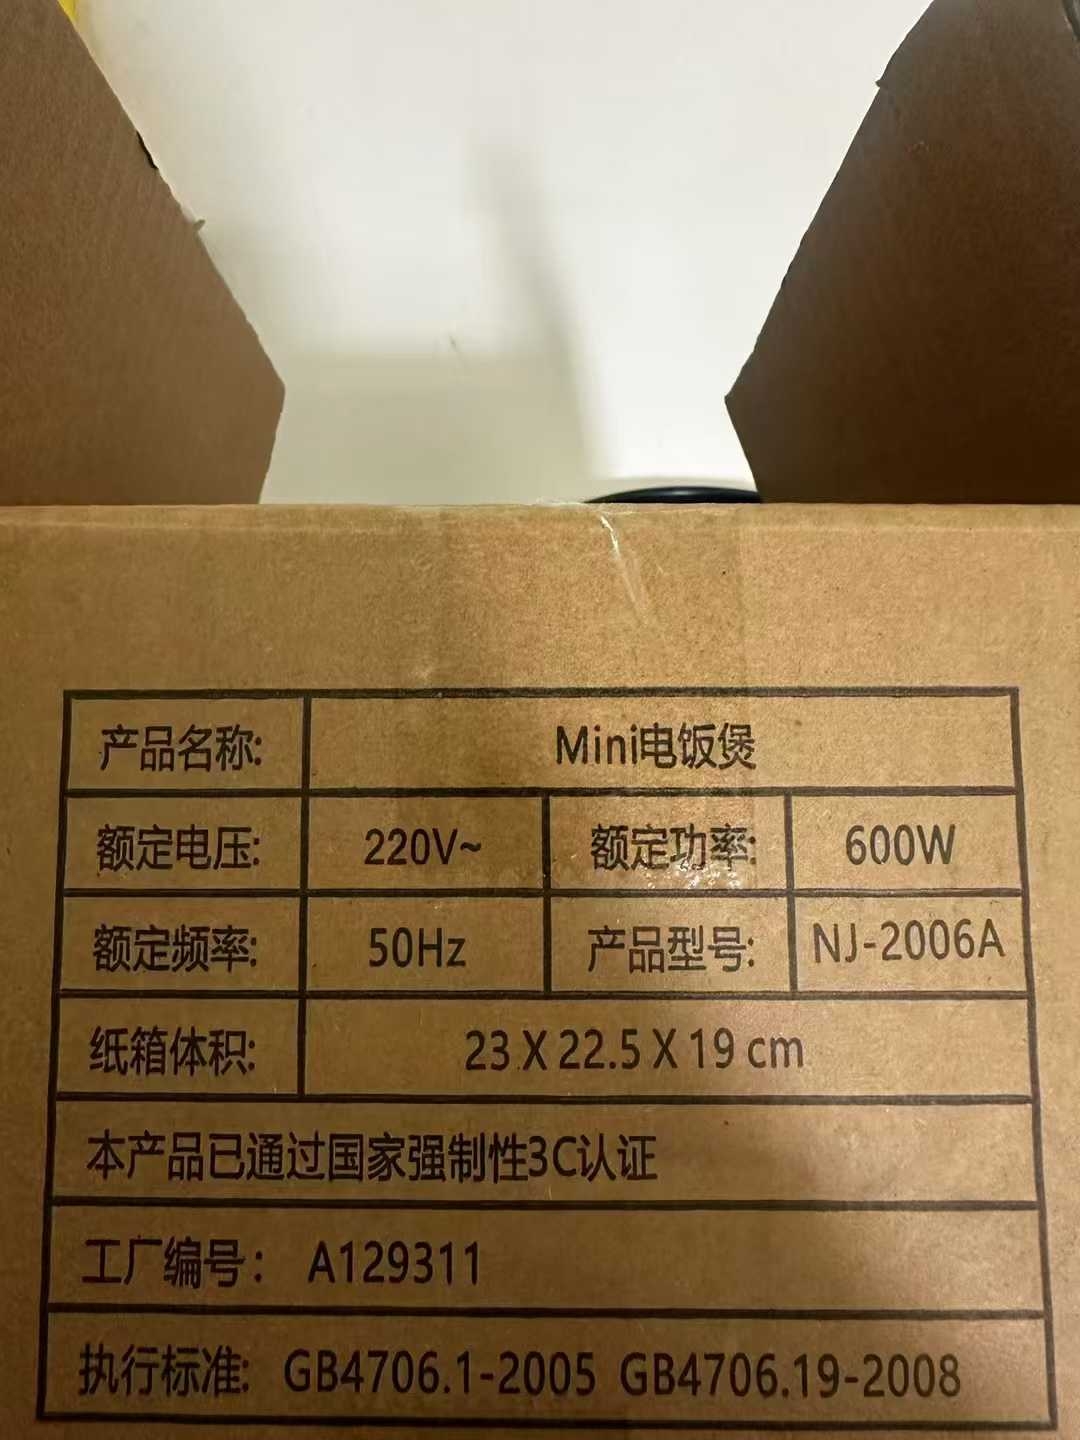 产品名称: Mini电饭煲
额定电压: 220V~ 额定功率: 600W
额定频率: 50Hz 产品型号: NJ-2006A
纸箱体积: 23 X 22.5 X 19 cm
本产品已通过国家强制性3C认证
工厂编号： A129311
执行标准: GB4706.1-2005 GB4706.19-2008